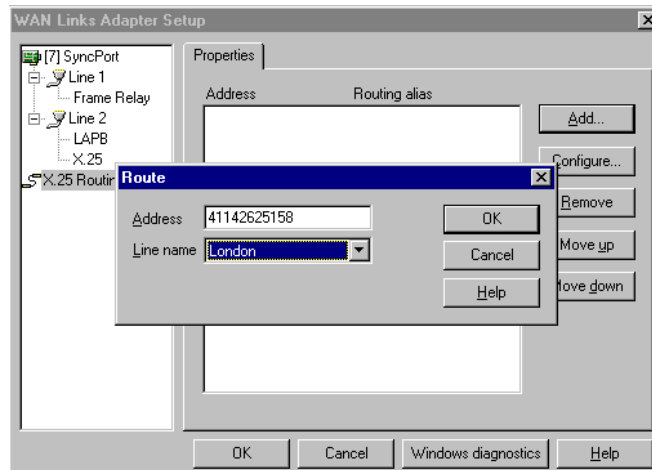 WAN Links Adapter Setup
[7] SyncPort
Line 1
Frame Relay
Line 2
LAPB
X.25
X.25 Routin
Properties
Address Routing alias
Add...
Configure...
Remove
Move up
Move down
Route
Address 41142625158
Line name London
OK
Cancel
Help
OK Cancel Windows diagnostics Help